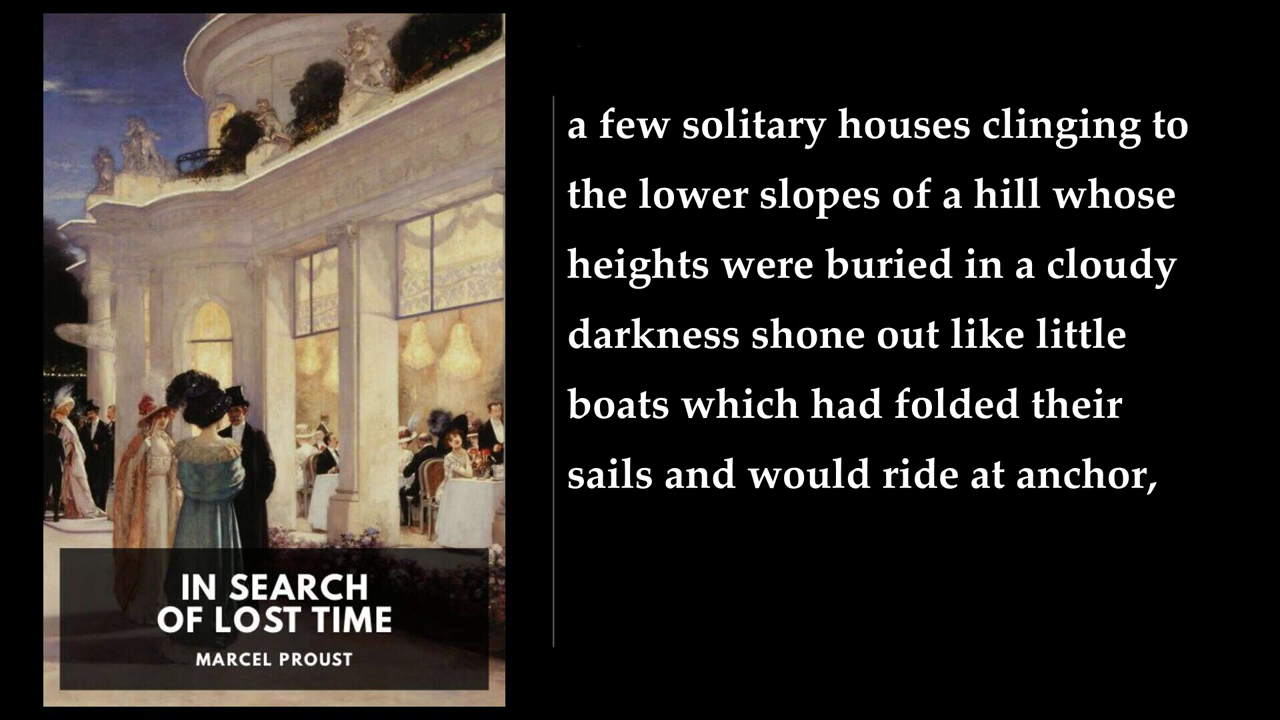 IN SEARCH
OF LOST TIME
MARCEL PROUST
a few solitary houses clinging to
the lower slopes of a hill whose
heights were buried in a cloudy
darkness shone out like little
boats which had folded their
sails and would ride at anchor,